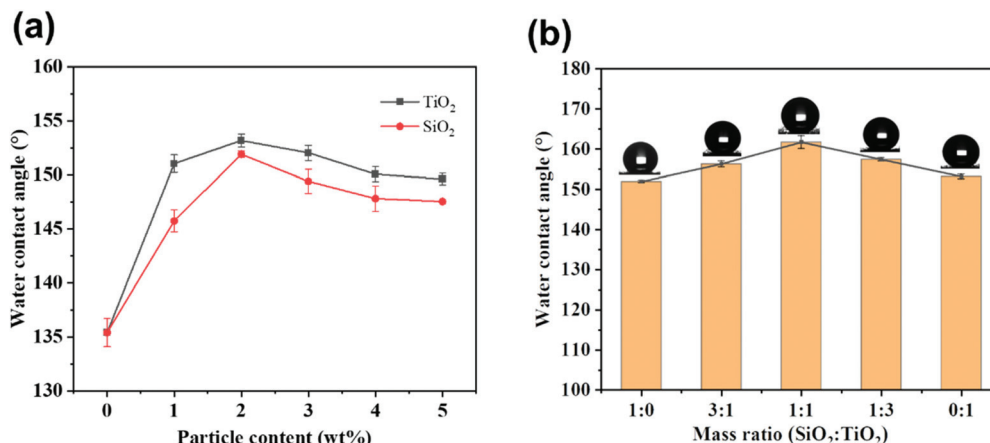 (a)
160
155
150
145
140
135
130
Water contact angle (°)
TiO₂
SiO₂
0 1 2 3 4 5
Particle content (wt%)
(b)
180
170
160
150
140
130
120
110
100
Water contact angle (°)
1:0 3:1 1:1 1:3 0:1
Mass ratio (SiO₂:TiO₂)